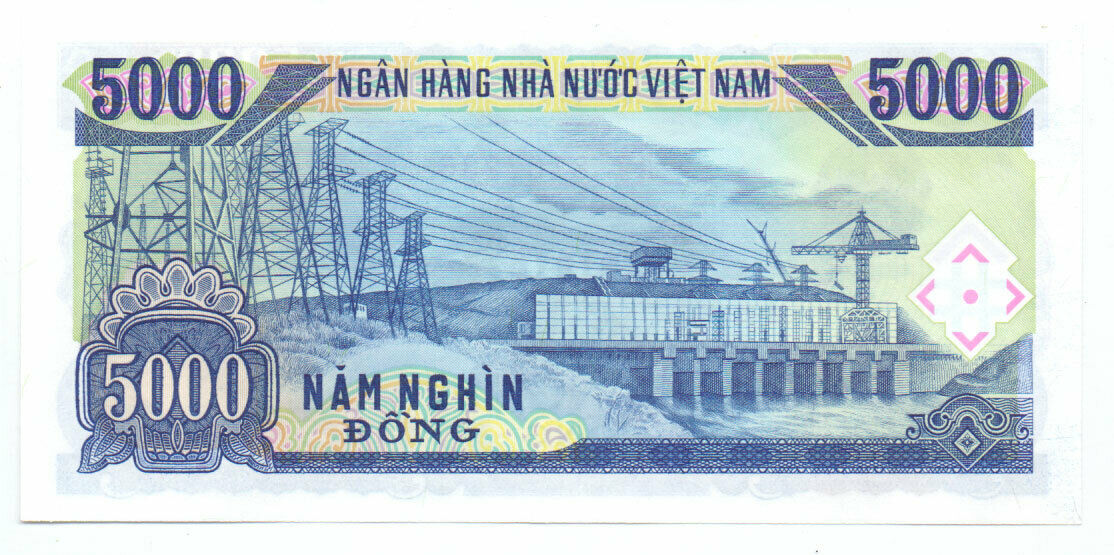 5000 NGÂN HÀNG NHÀ NƯỚC VIỆT NAM 5000
5000
NĂM NGHÌN
ĐỒNG